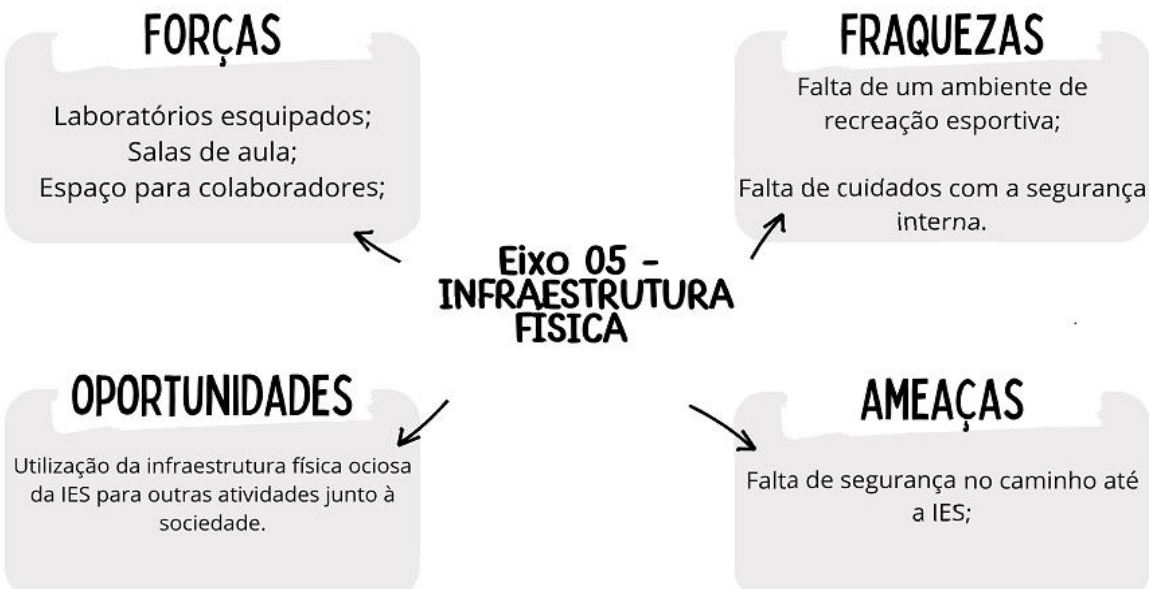 FORÇAS
Laboratórios esquipados;
Salas de aula;
Espaço para colaboradores;
FRAQUEZAS
Falta de um ambiente de
recreação esportiva;
Falta de cuidados com a segurança
interna.
Eixo 05 -
INFRAESTRUTURA
FÍSICA
OPORTUNIDADES
Utilização da infraestrutura física ociosa
da IES para outras atividades junto à
sociedade.
AMEAÇAS
Falta de segurança no caminho até
a IES;